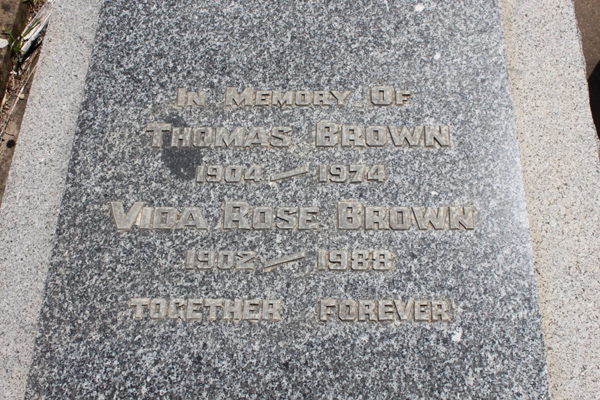 In Memory Of
Thomas Brown
1904 — 1974
Vida Rose Brown
1902 — 1988
Together Forever